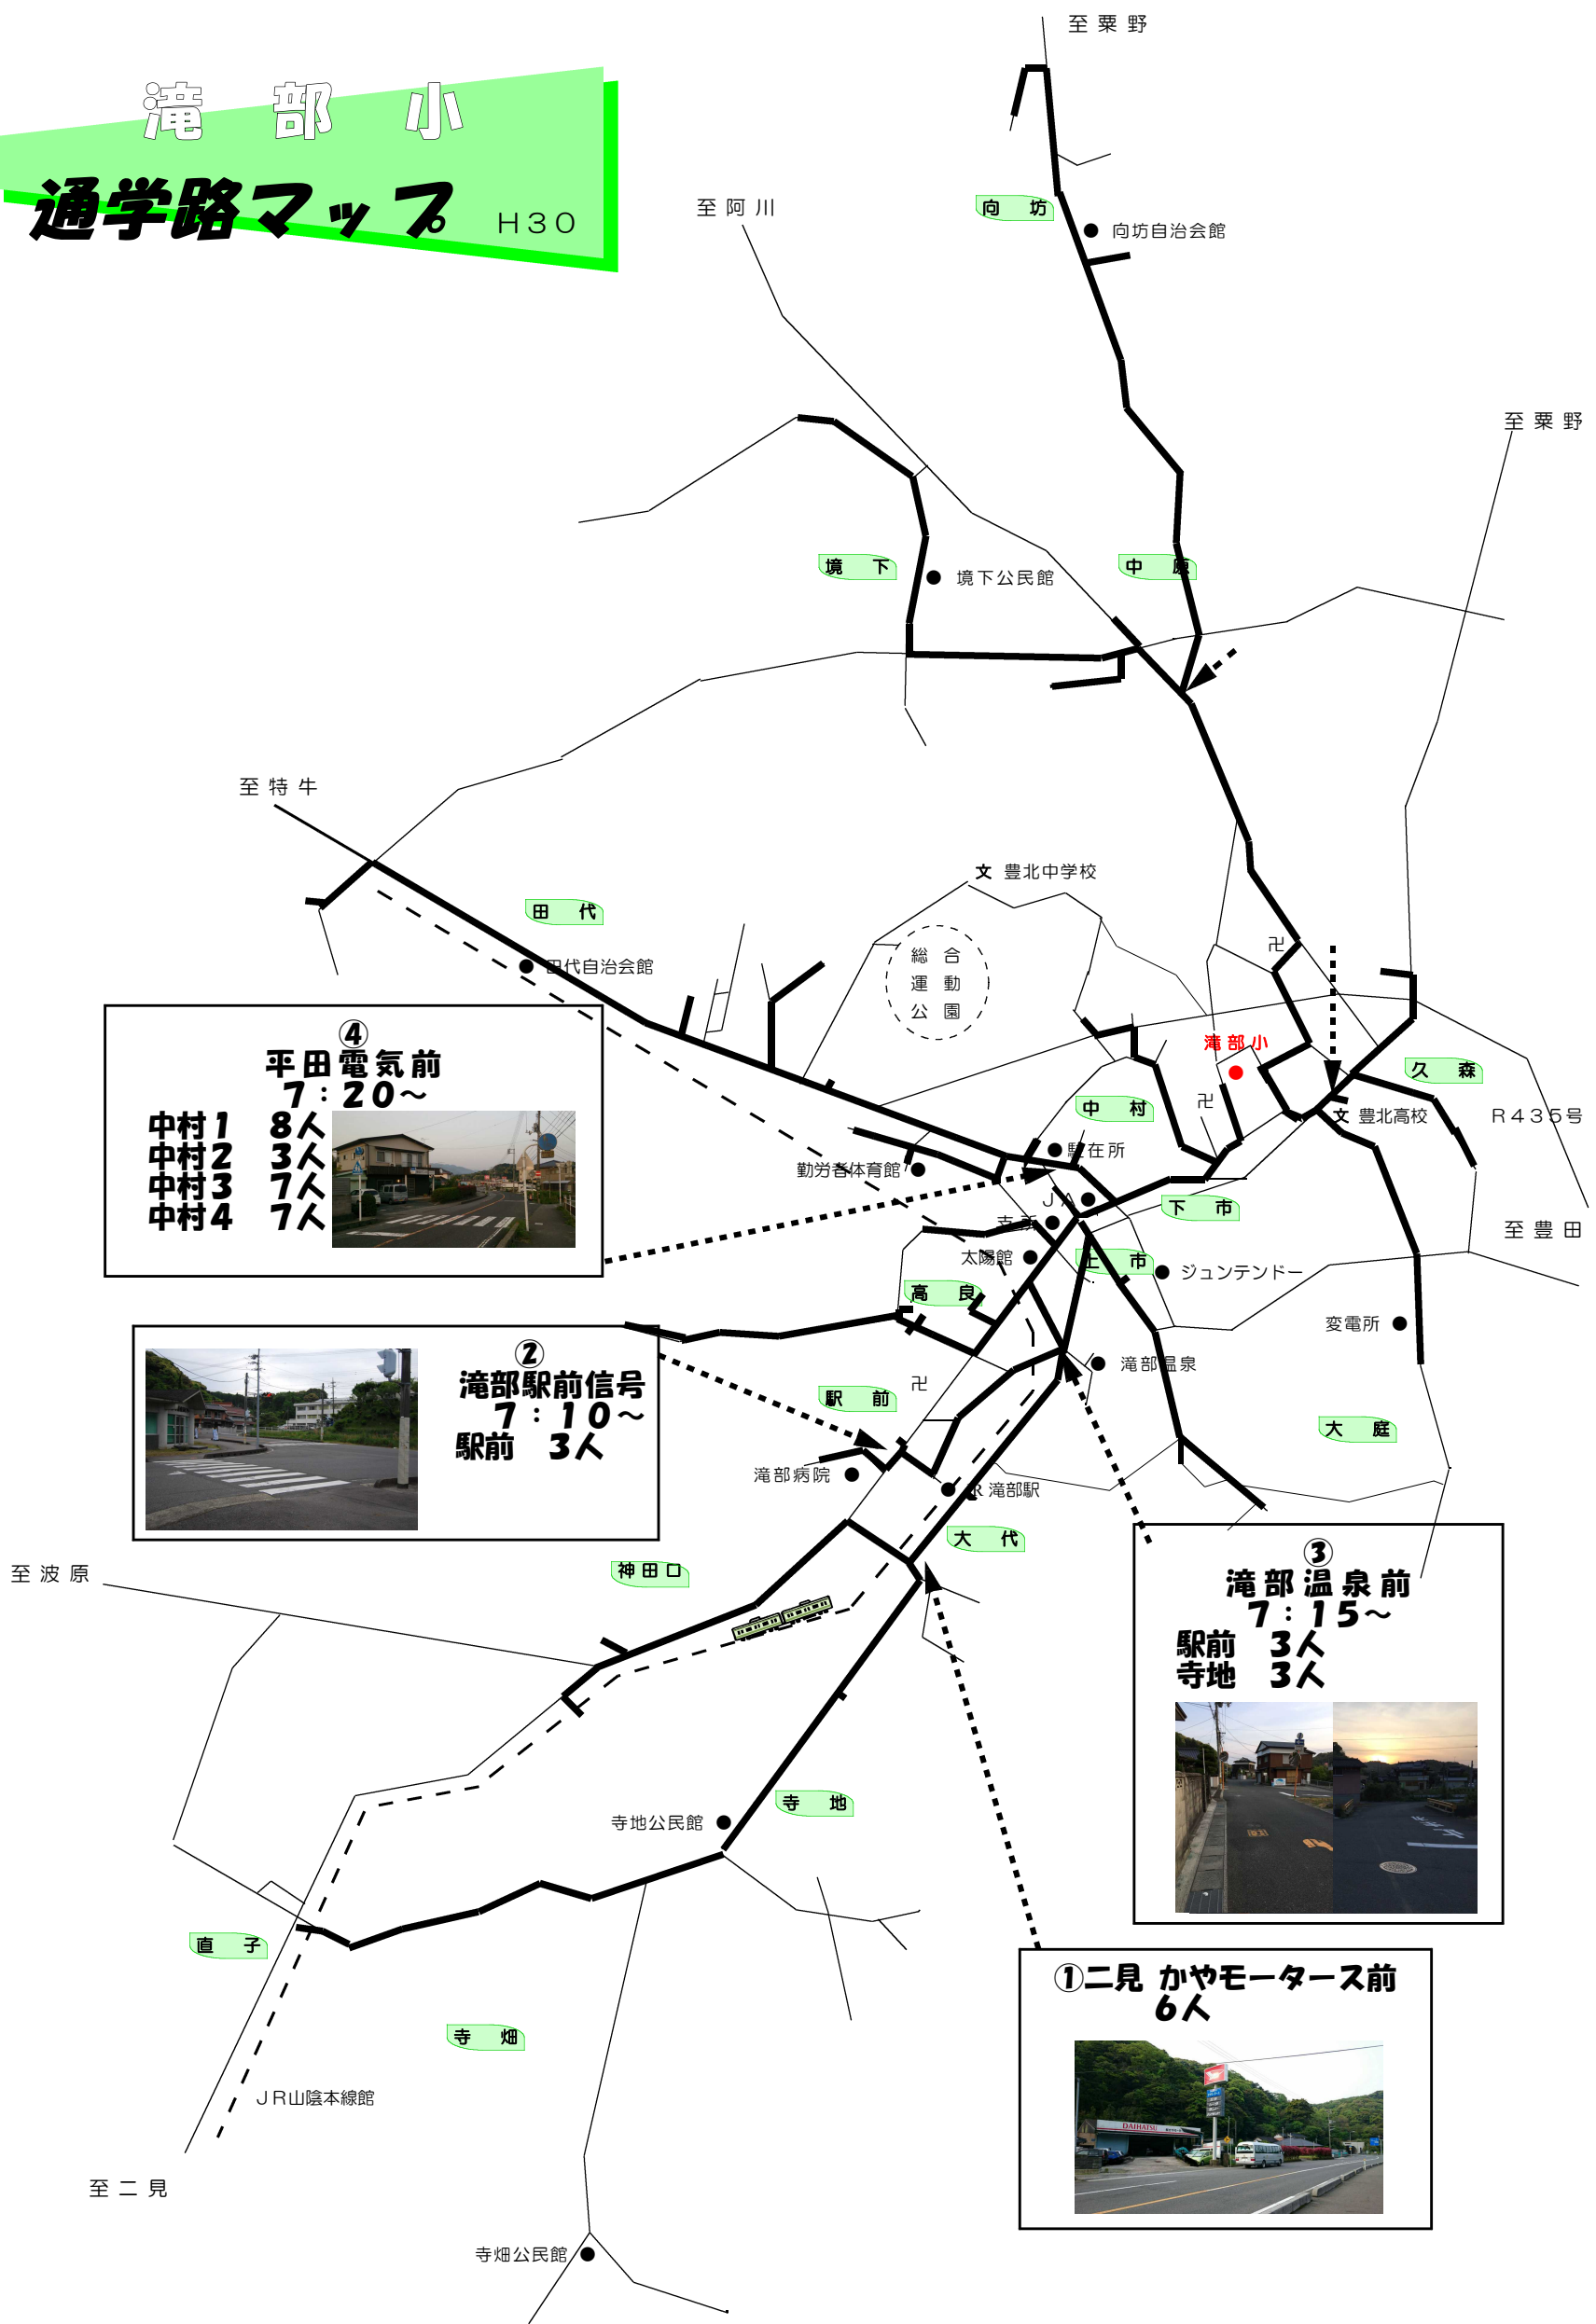 滝部小
通学路マップ　H30
至粟野
至阿川
向坊
向坊自治会館
至粟野
境下
境下公民館
中原
至特牛
文 豊北中学校
田代
田代自治会館
総合
運動
公園
卍
滝部小
久森
中村
卍
文 豊北高校
R435号
④
平田電気前
7:20～
中村1　8人
中村2　3人
中村3　7人
中村4　7人
駐在所
勤労者体育館
JA
支所
下市
至豊田
太陽館
上市
ジュンテンドー
高良
変電所
②
滝部駅前信号
7:10～
駅前　3人
滝部温泉
駅前
卍
大庭
滝部病院
R 滝部駅
大代
至波原
神田口
③
滝部温泉前
7:15～
駅前　3人
寺地　3人
寺地
寺地公民館
直子
①二見 かやモータース前
6人
DAIHATSU
寺畑
JR山陰本線館
至二見
寺畑公民館